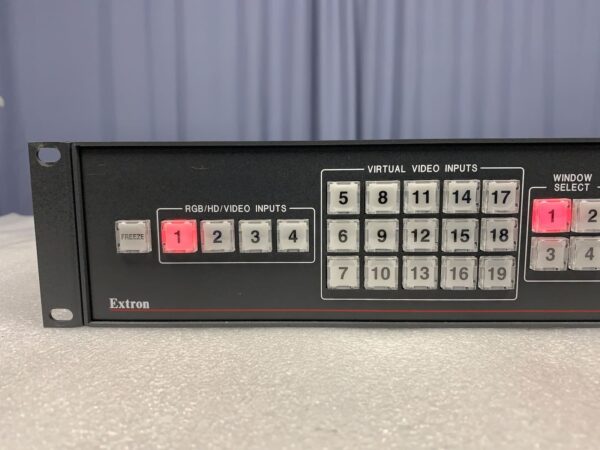 VIRTUAL VIDEO INPUTS
WINDOW
SELECT
RGB/HD/VIDEO INPUTS
5 8 11 14 17
FREEZE 1 2 3 4
6 9 12 15 18
7 10 13 16 19
1 2
3 4
Extron